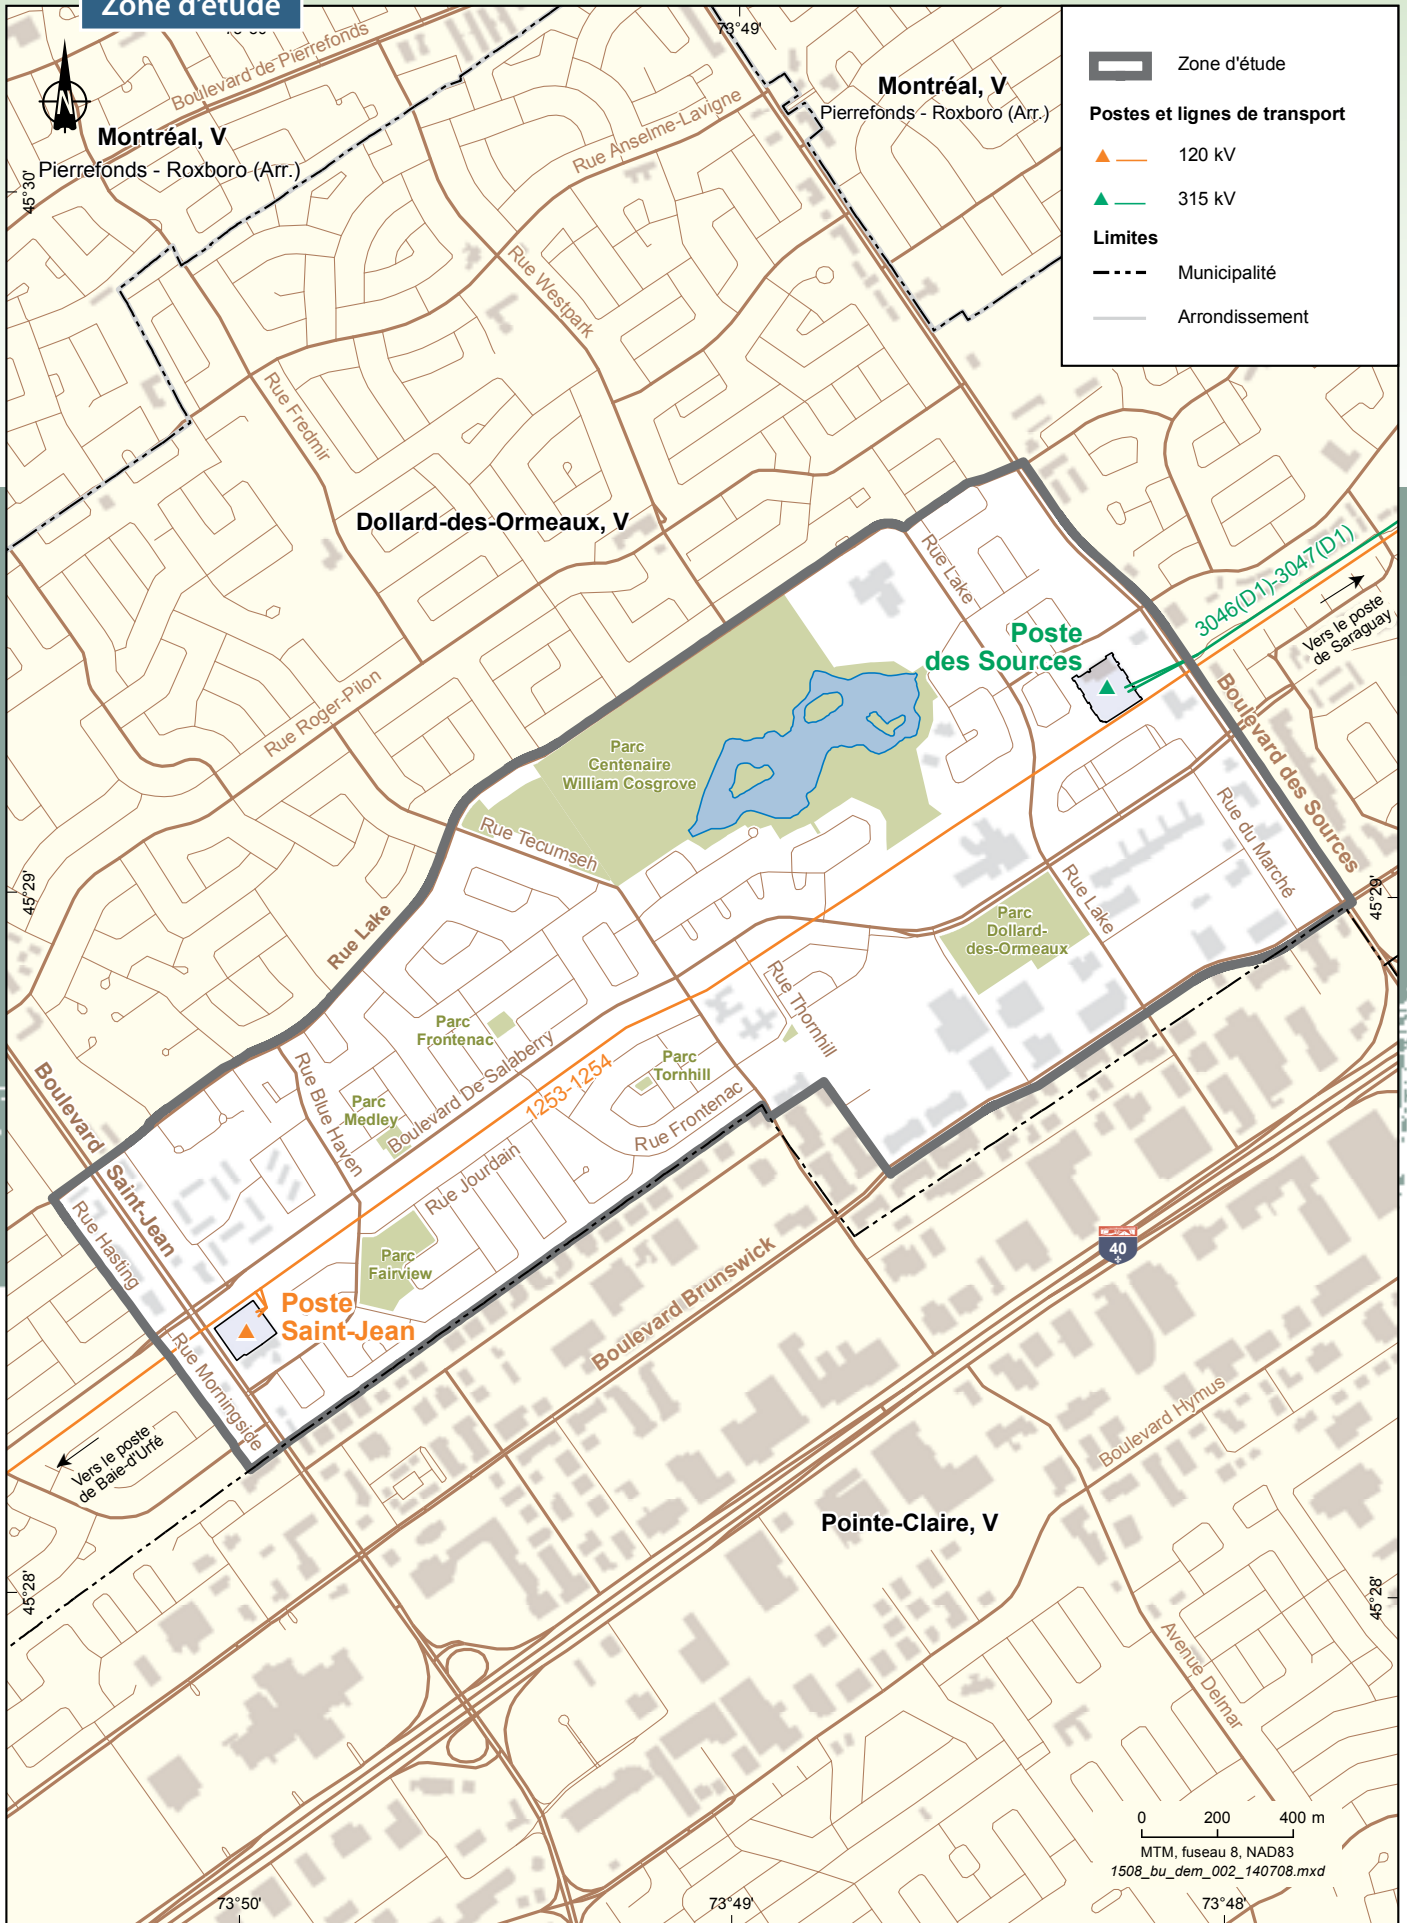 Zone d'étude
73°49'
Boulevard de Pierrefonds
N
Montréal, V
Pierrefonds - Roxboro (Arr.)
45°30'
Montréal, V
Pierrefonds - Roxboro (Arr.)
Zone d'étude
Postes et lignes de transport
120 kV
315 kV
Limites
Municipalité
Arrondissement
Rue Anselme-Lavigne
Rue Westpark
Rue Fredmir
Dollard-des-Ormeaux, V
Rue Lake
3046(D1)-3047(D1)
Vers le poste
de Saraguay
Poste
des Sources
Rue Roger-Pilon
Boulevard des Sources
Parc
Centenaire
William Cosgrove
Rue Tecumseh
Rue du Marché
45°29'
45°29'
Rue Lake
Rue Lake
Parc
Dollard-
des-Ormeaux
Rue Thornhill
Parc
Frontenac
Boulevard De Salaberry
1253-1254
Parc
Tornhill
Rue Frontenac
Parc
Medley
Rue Blue Haven
Boulevard Saint-Jean
Rue Jourdain
Rue Hasting
Parc
Fairview
40
Poste
Saint-Jean
Rue Morningside
Boulevard Brunswick
Vers le poste
de Baie-d'Urfé
Boulevard Hymus
Pointe-Claire, V
45°28'
45°28'
Avenue Delmar
0 200 400 m
MTM, fuseau 8, NAD83
1508_bu_dem_002_140708.mxd
73°50'
73°49'
73°48'